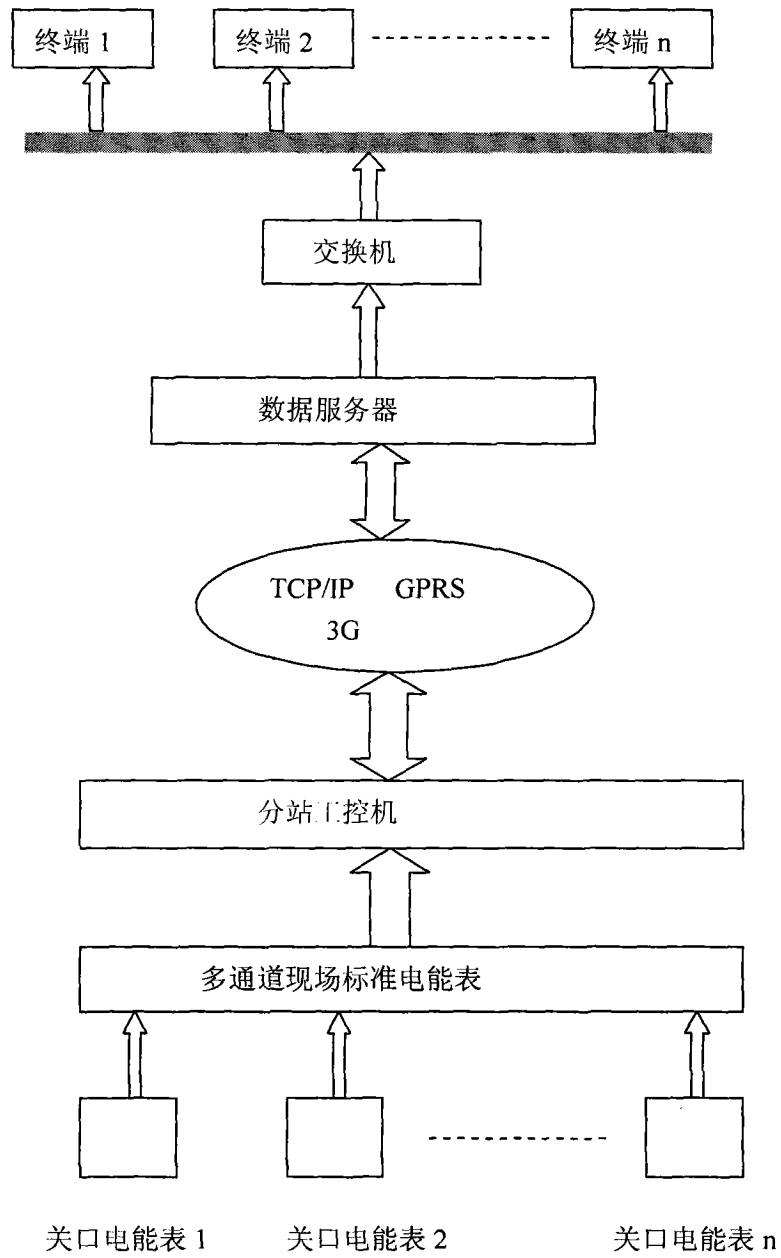 终端 1 终端 2 终端 n
交换机
数据服务器
TCP/IP GPRS
3G
分站工控机
多通道现场标准电能表
关口电能表 1 关口电能表 2 关口电能表 n